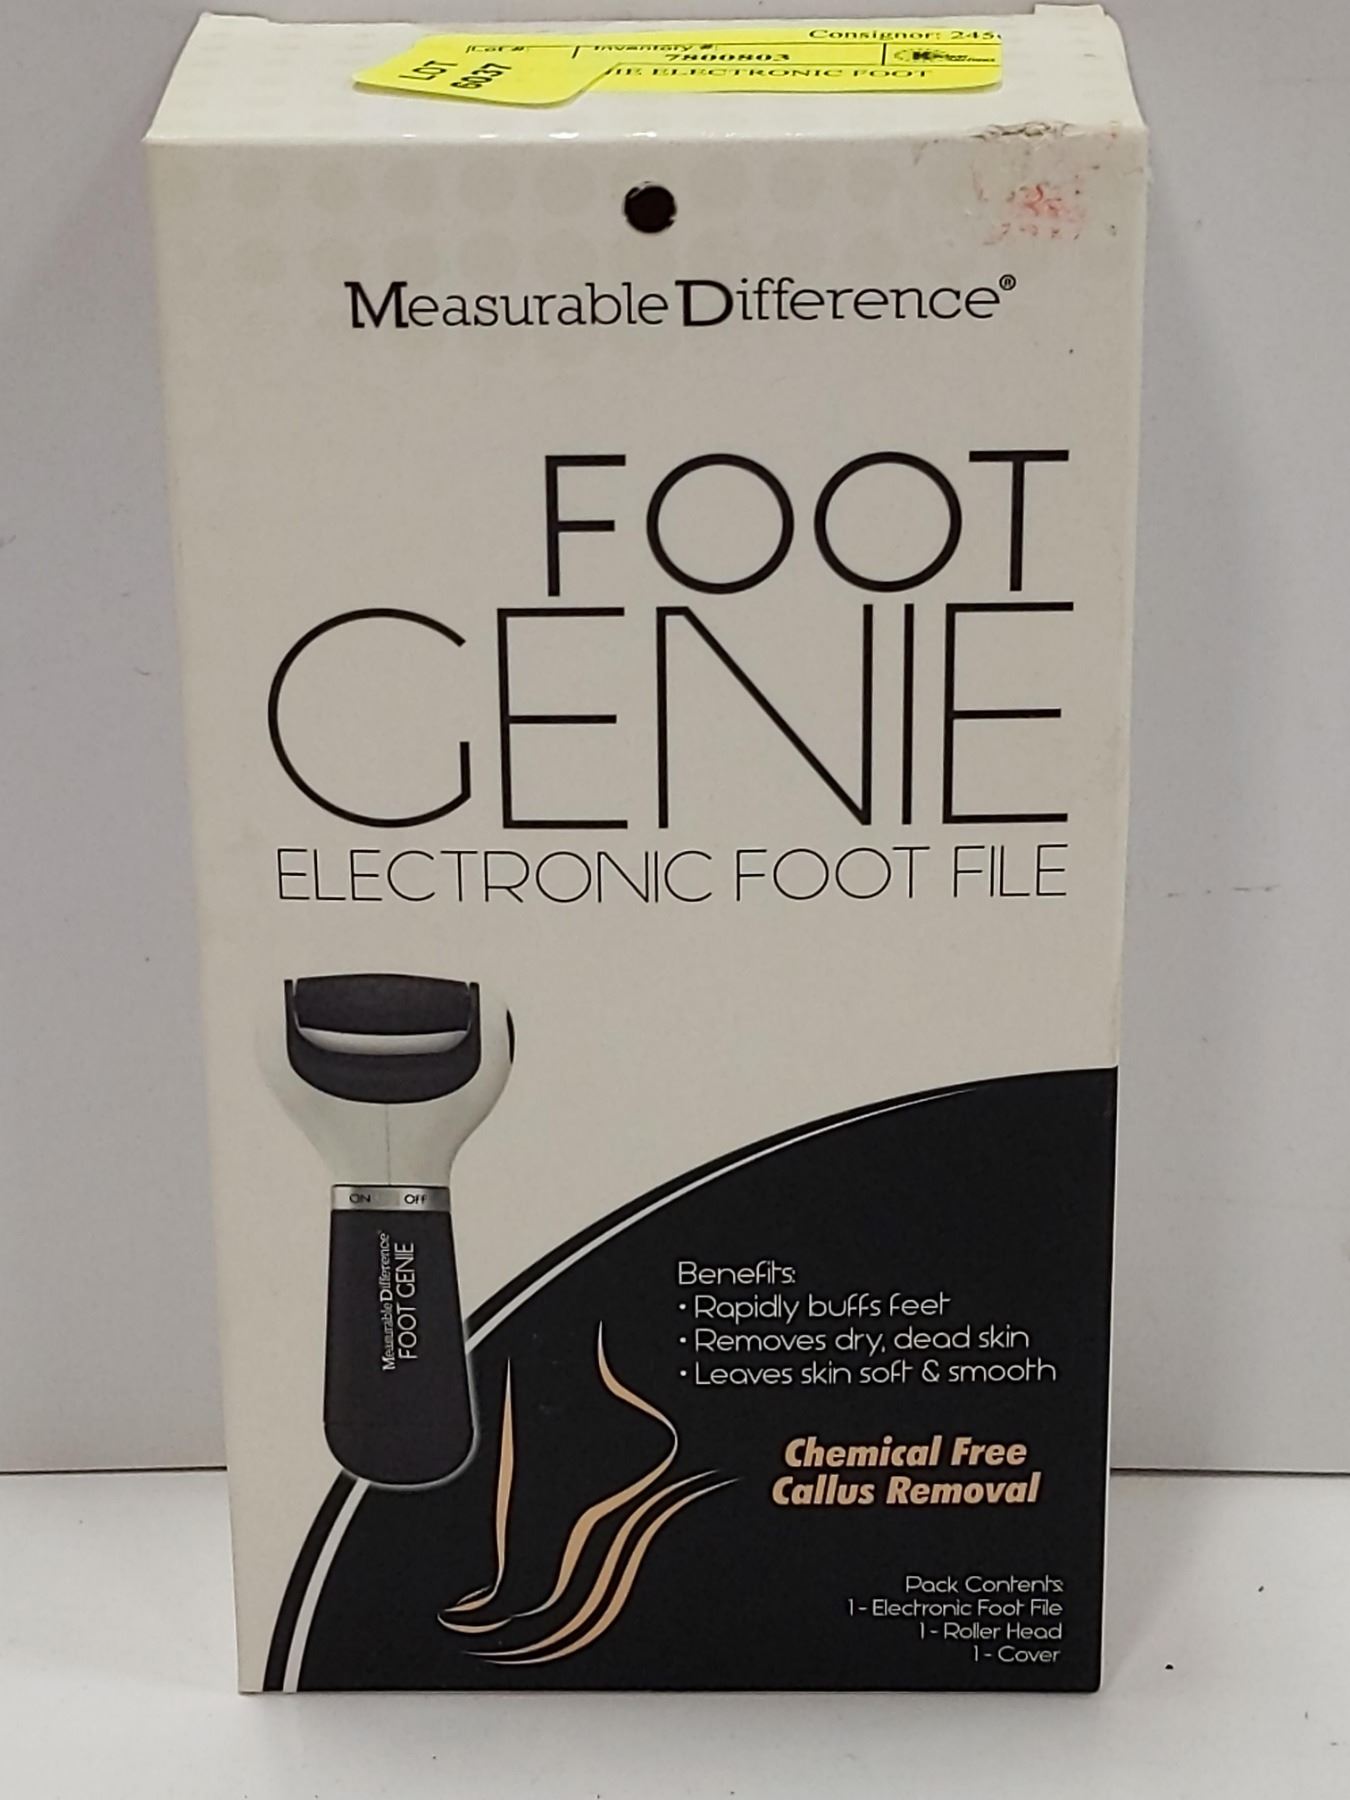 Consignor: 245
Lot #: Inventory #:
7800803
LOT
6037
ELECTRONIC FOOT
Measurable Difference®
FOOT
GENIE
ELECTRONIC FOOT FILE
ON OFF
Measurable Difference®
FOOT GENIE
Benefits:
• Rapidly buffs feet
• Removes dry, dead skin
• Leaves skin soft & smooth
Chemical Free
Callus Removal
Pack Contents:
1 - Electronic Foot File
1 - Roller Head
1 - Cover